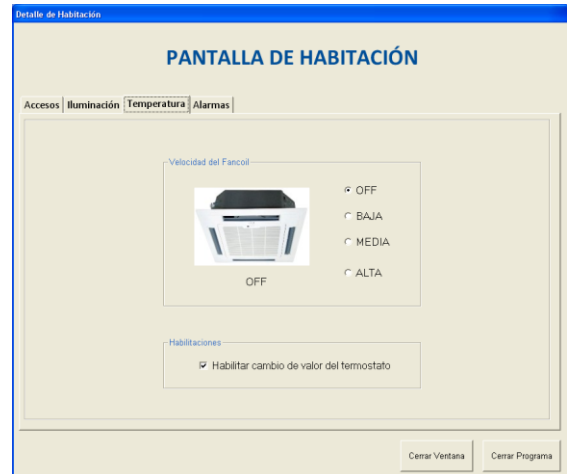 Detalle de Habitación
PANTALLA DE HABITACIÓN
Accesos Iluminación Temperatura Alarmas
Velocidad del Fancoil
OFF
BAJA
MEDIA
ALTA
OFF
Habilitaciones
Habilitar cambio de valor del termostato
Cerrar Ventana Cerrar Programa